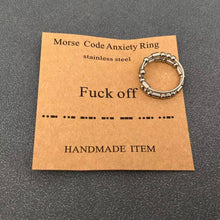 Morse Code Anxiety Ring
stainless steel
Fuck off
HANDMADE ITEM